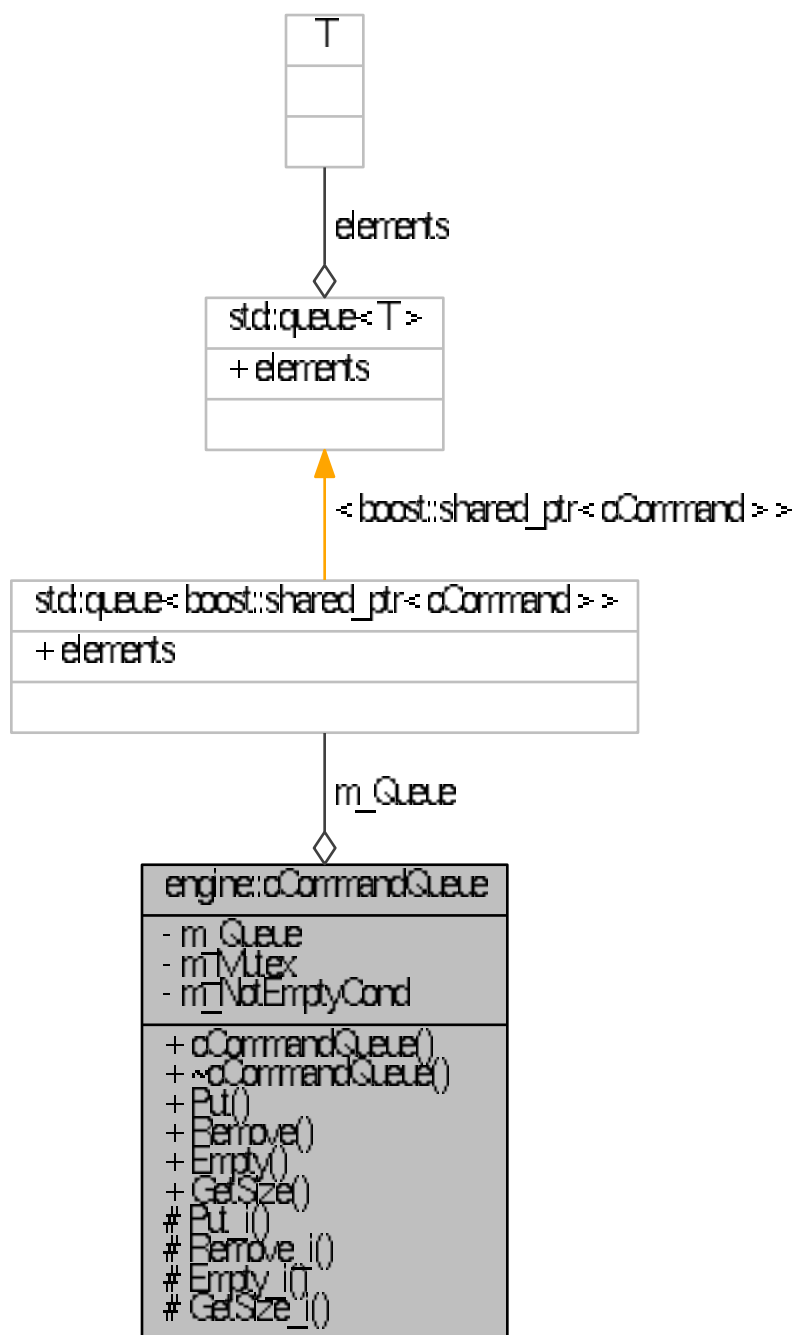 T
elements
std::queue< T >
+ elements
< boost::shared_ptr< cCommand > >
std::queue< boost::shared_ptr< cCommand > >
+ elements
m_Queue
engine::cCommandQueue
- m_Queue
- m_Mutex
- m_NotEmptyCond
+ cCommandQueue()
+ ~cCommandQueue()
+ Put()
+ Remove()
+ Empty()
+ GetSize()
# Put_i()
# Remove_i()
# Empty_i()
# GetSize_i()